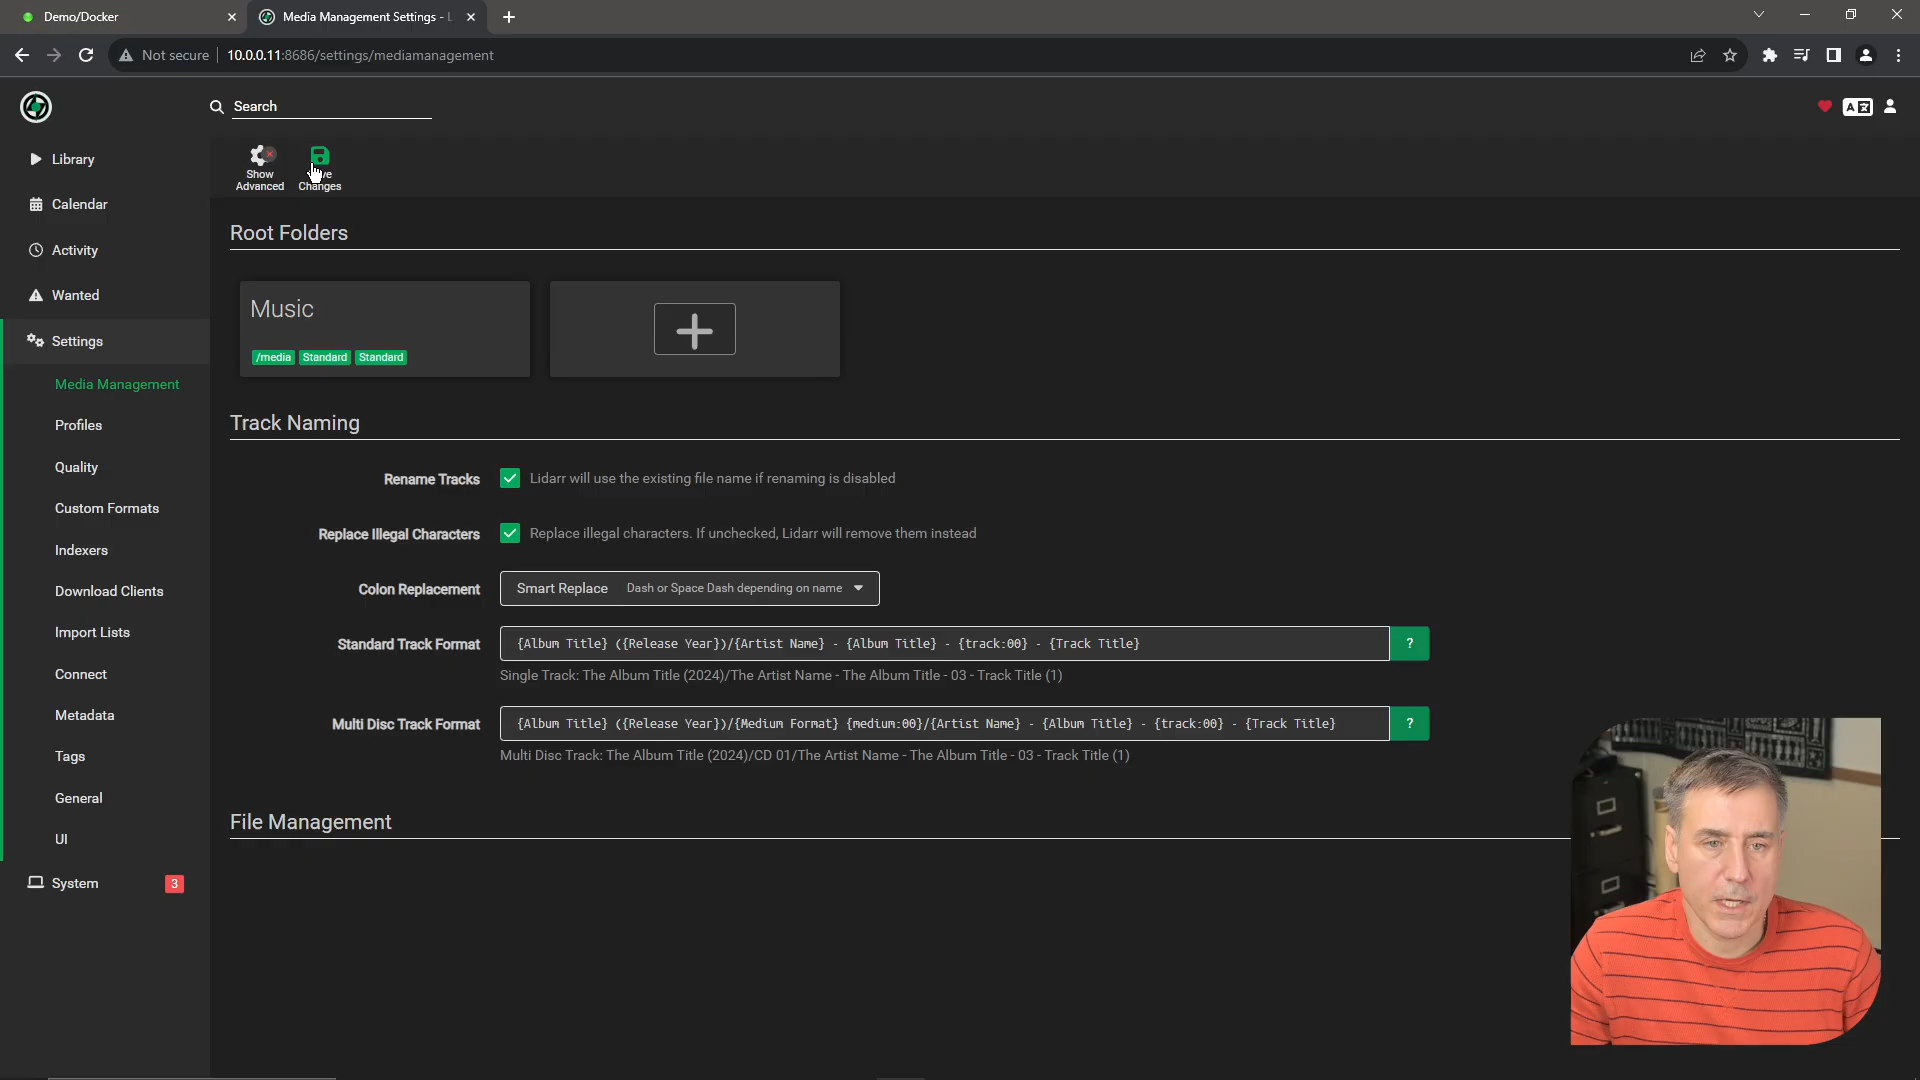 Demo/Docker
Media Management Settings - L
Not secure
10.0.0.11:8686/settings/mediamanagement
Search
Library
Calendar
Activity
Wanted
Settings
Media Management
Profiles
Quality
Custom Formats
Indexers
Download Clients
Import Lists
Connect
Metadata
Tags
General
UI
System
3
Show
Advanced
Changes
Root Folders
Music
/media Standard Standard
Track Naming
Rename Tracks
Lidarr will use the existing file name if renaming is disabled
Replace Illegal Characters
Replace illegal characters. If unchecked, Lidarr will remove them instead
Colon Replacement
Smart Replace Dash or Space Dash depending on name
Standard Track Format
{Album Title} ({Release Year})/{Artist Name} - {Album Title} - {track:00} - {Track Title}
?
Single Track: The Album Title (2024)/The Artist Name - The Album Title - 03 - Track Title (1)
Multi Disc Track Format
{Album Title} ({Release Year})/{Medium Format} {medium:00}/{Artist Name} - {Album Title} - {track:00} - {Track Title}
?
Multi Disc Track: The Album Title (2024)/CD 01/The Artist Name - The Album Title - 03 - Track Title (1)
File Management